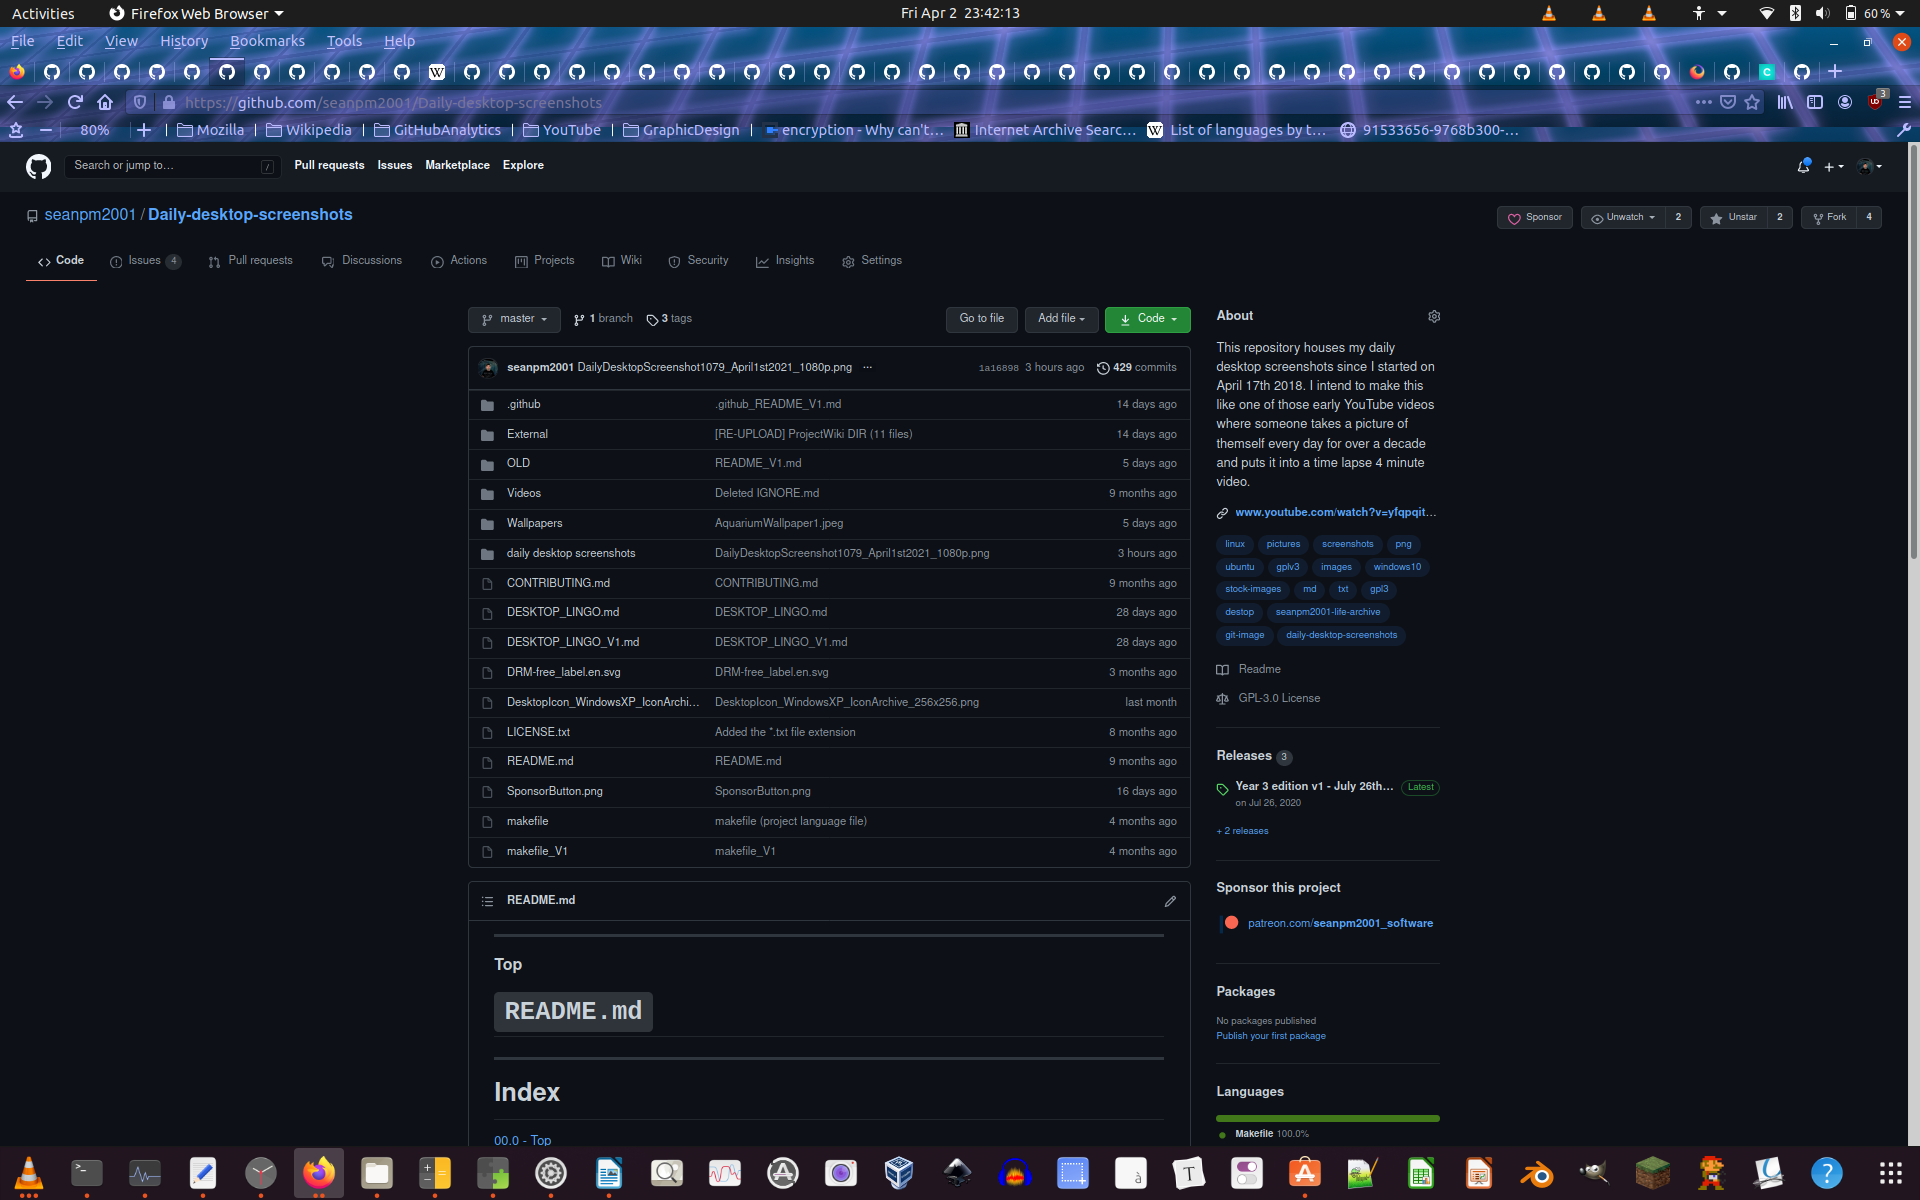 Activities Firefox Web Browser Fri Apr 2 23:42:13 60 %
File Edit View History Bookmarks Tools Help
https://github.com/seanpm2001/Daily-desktop-screenshots 3
80% Mozilla Wikipedia GitHubAnalytics YouTube GraphicDesign encryption - Why can't… Internet Archive Searc… List of languages by t… 91533656-9768b300-…
Search or jump to… / Pull requests Issues Marketplace Explore
seanpm2001 / Daily-desktop-screenshots Sponsor Unwatch 2 Unstar 2 Fork 4
Code Issues 4 Pull requests Discussions Actions Projects Wiki Security Insights Settings
master 1 branch 3 tags Go to file Add file Code
seanpm2001 DailyDesktopScreenshot1079_April1st2021_1080p.png ... 1a16898 3 hours ago 429 commits
.github .github_README_V1.md 14 days ago
External [RE-UPLOAD] ProjectWiki DIR (11 files) 14 days ago
OLD README_V1.md 5 days ago
Videos Deleted IGNORE.md 9 months ago
Wallpapers AquariumWallpaper1.jpeg 5 days ago
daily desktop screenshots DailyDesktopScreenshot1079_April1st2021_1080p.png 3 hours ago
CONTRIBUTING.md CONTRIBUTING.md 9 months ago
DESKTOP_LINGO.md DESKTOP_LINGO.md 28 days ago
DESKTOP_LINGO_V1.md DESKTOP_LINGO_V1.md 28 days ago
DRM-free_label.en.svg DRM-free_label.en.svg 3 months ago
DesktopIcon_WindowsXP_IconArchi… DesktopIcon_WindowsXP_IconArchive_256x256.png last month
LICENSE.txt Added the *.txt file extension 8 months ago
README.md README.md 9 months ago
SponsorButton.png SponsorButton.png 16 days ago
makefile makefile (project language file) 4 months ago
makefile_V1 makefile_V1 4 months ago
README.md
Top
README.md
Index
00.0 - Top
About
This repository houses my daily
desktop screenshots since I started on
April 17th 2018. I intend to make this
like one of those early YouTube videos
where someone takes a picture of
themself every day for over a decade
and puts it into a time lapse 4 minute
video.
www.youtube.com/watch?v=yfqpqit…
linux pictures screenshots png
ubuntu gplv3 images windows10
stock-images md txt gpl3
destop seanpm2001-life-archive
git-image daily-desktop-screenshots
Readme
GPL-3.0 License
Releases 3
Year 3 edition v1 - July 26th… Latest
on Jul 26, 2020
+ 2 releases
Sponsor this project
patreon.com/seanpm2001_software
Packages
No packages published
Publish your first package
Languages
Makefile 100.0%